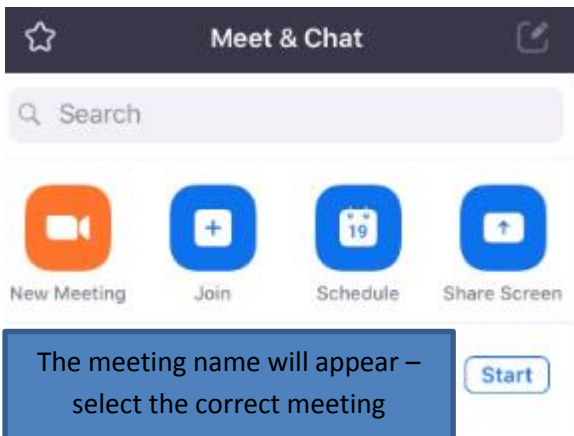 Meet & Chat
Search
New Meeting Join Schedule Share Screen
19
The meeting name will appear –
select the correct meeting
Start